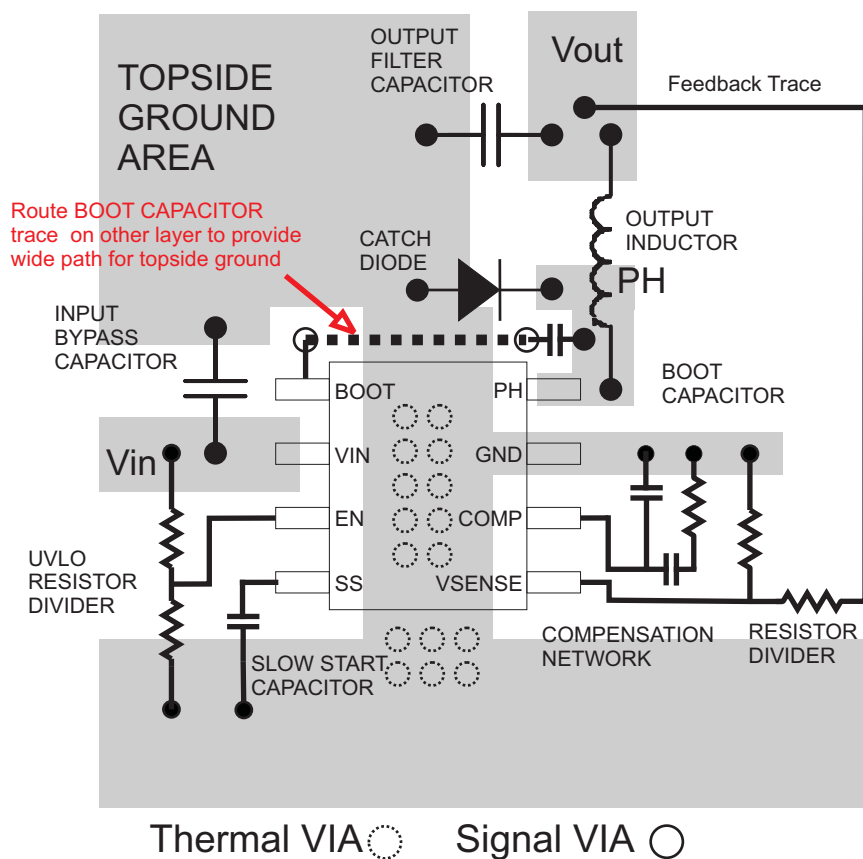 TOPSIDE
GROUND
AREA
OUTPUT
FILTER
CAPACITOR
Vout
Feedback Trace
Route BOOT CAPACITOR
trace on other layer to provide
wide path for topside ground
CATCH
DIODE
OUTPUT
INDUCTOR
PH
INPUT
BYPASS
CAPACITOR
BOOT
CAPACITOR
BOOT
PH
Vin
VIN
GND
EN
COMP
UVLO
RESISTOR
DIVIDER
SS
VSENSE
SLOW START
CAPACITOR
COMPENSATION
NETWORK
RESISTOR
DIVIDER
Thermal VIA
Signal VIA